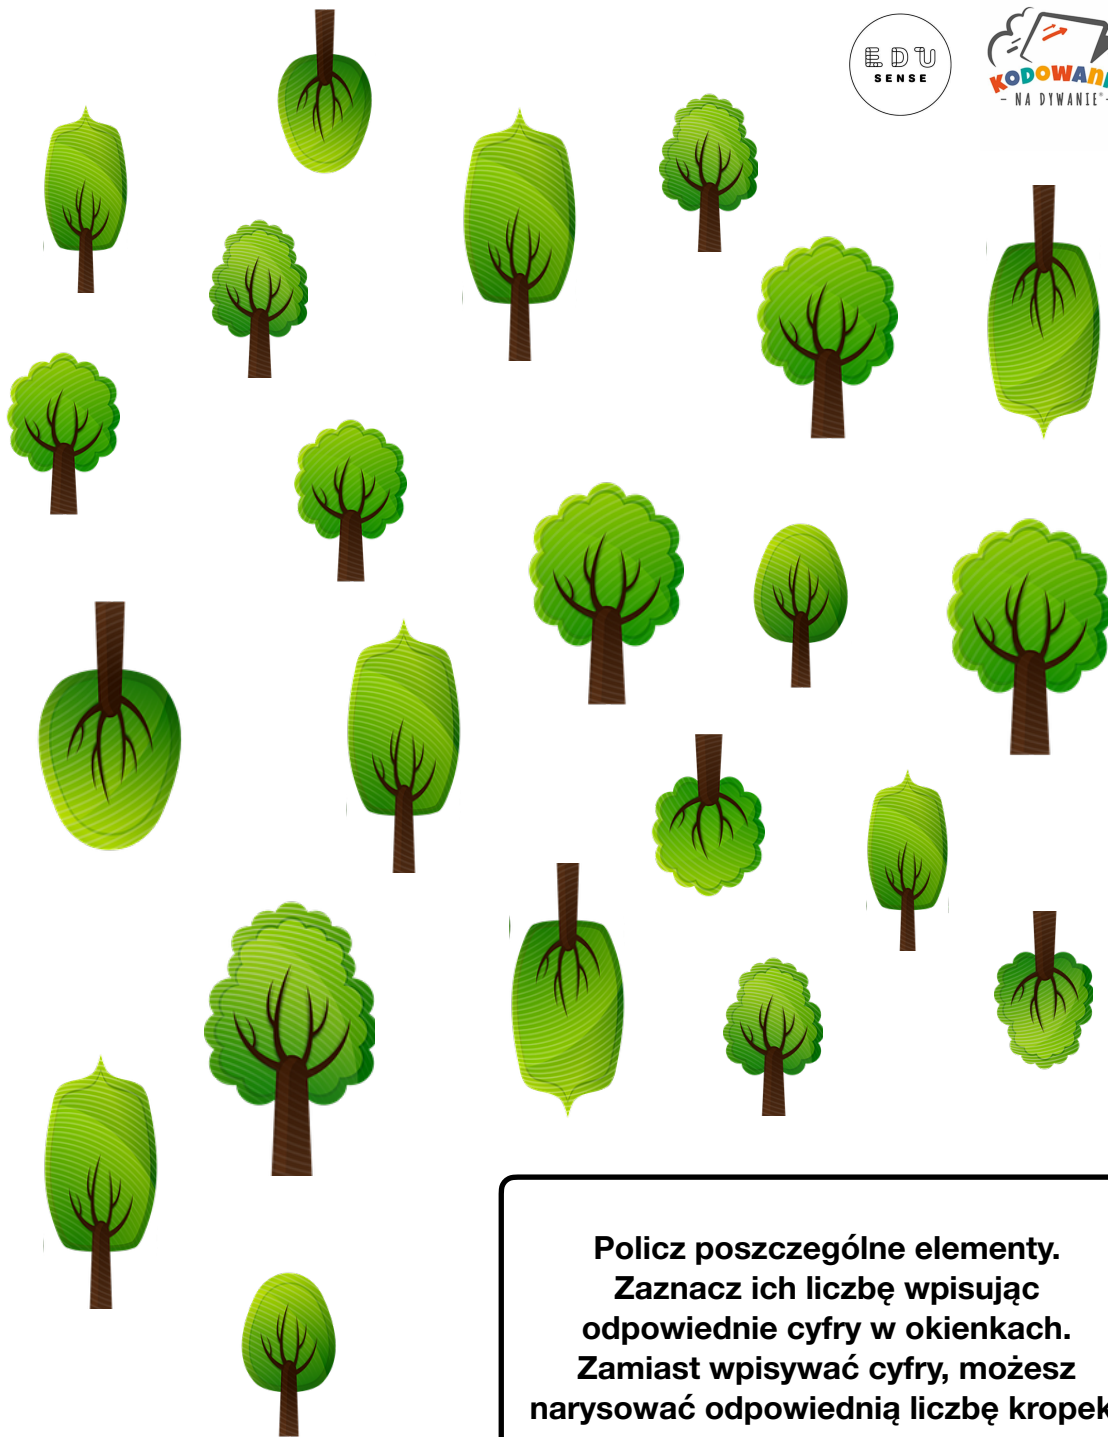 EDU
SENSE
KODOWANIE
- NA DYWANIE® -
Policz poszczególne elementy.
Zaznacz ich liczbę wpisując
odpowiednie cyfry w okienkach.
Zamiast wpisywać cyfry, możesz
narysować odpowiednią liczbę kropek